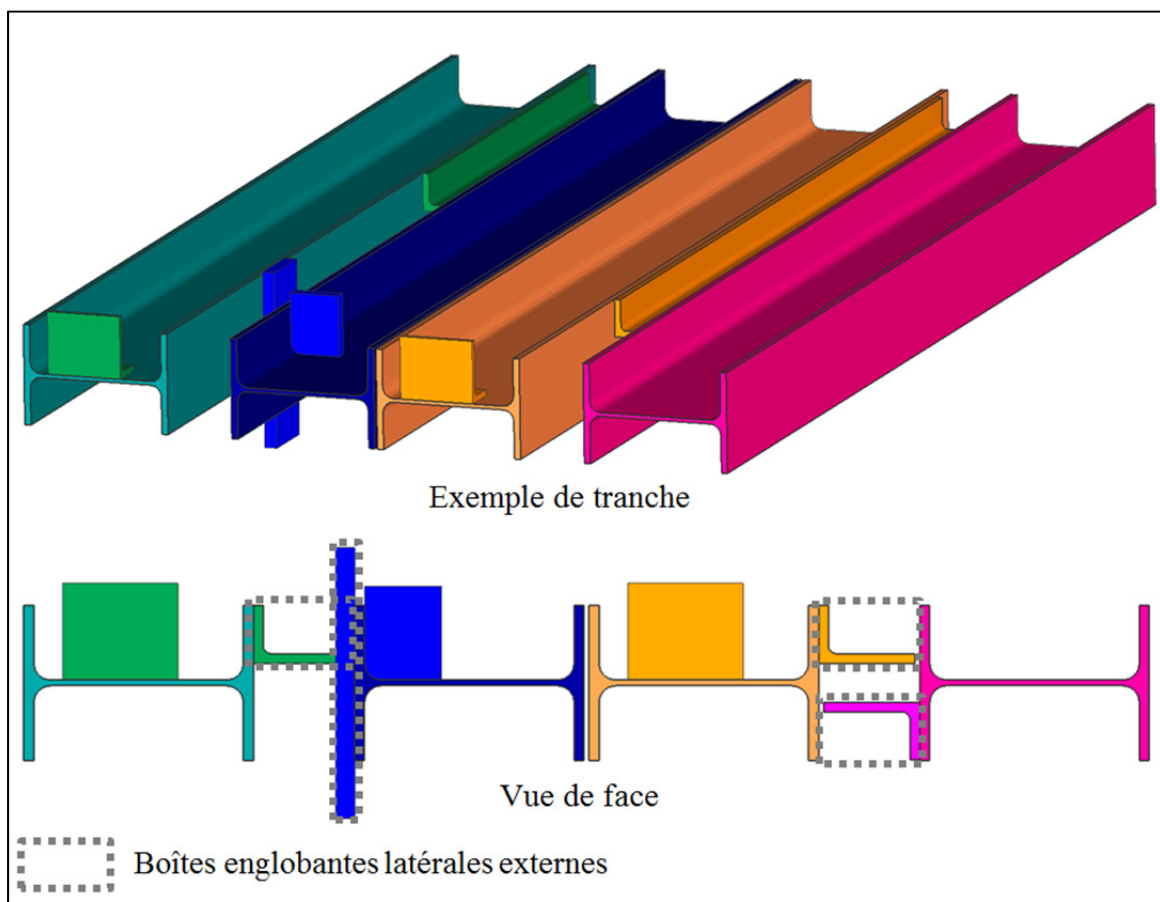 Exemple de tranche
Vue de face
Boîtes englobantes latérales externes